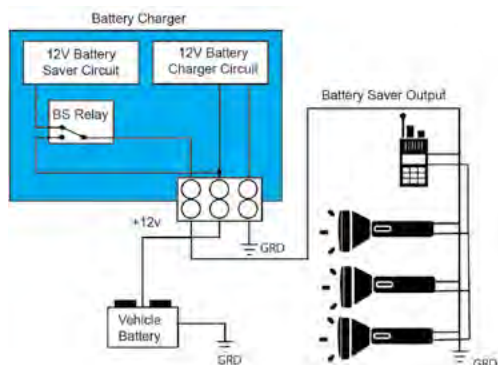 Battery Charger
12V Battery
Saver Circuit
12V Battery
Charger Circuit
BS Relay
Battery Saver Output
+12v
GRD
Vehicle
Battery
GRD
GRD